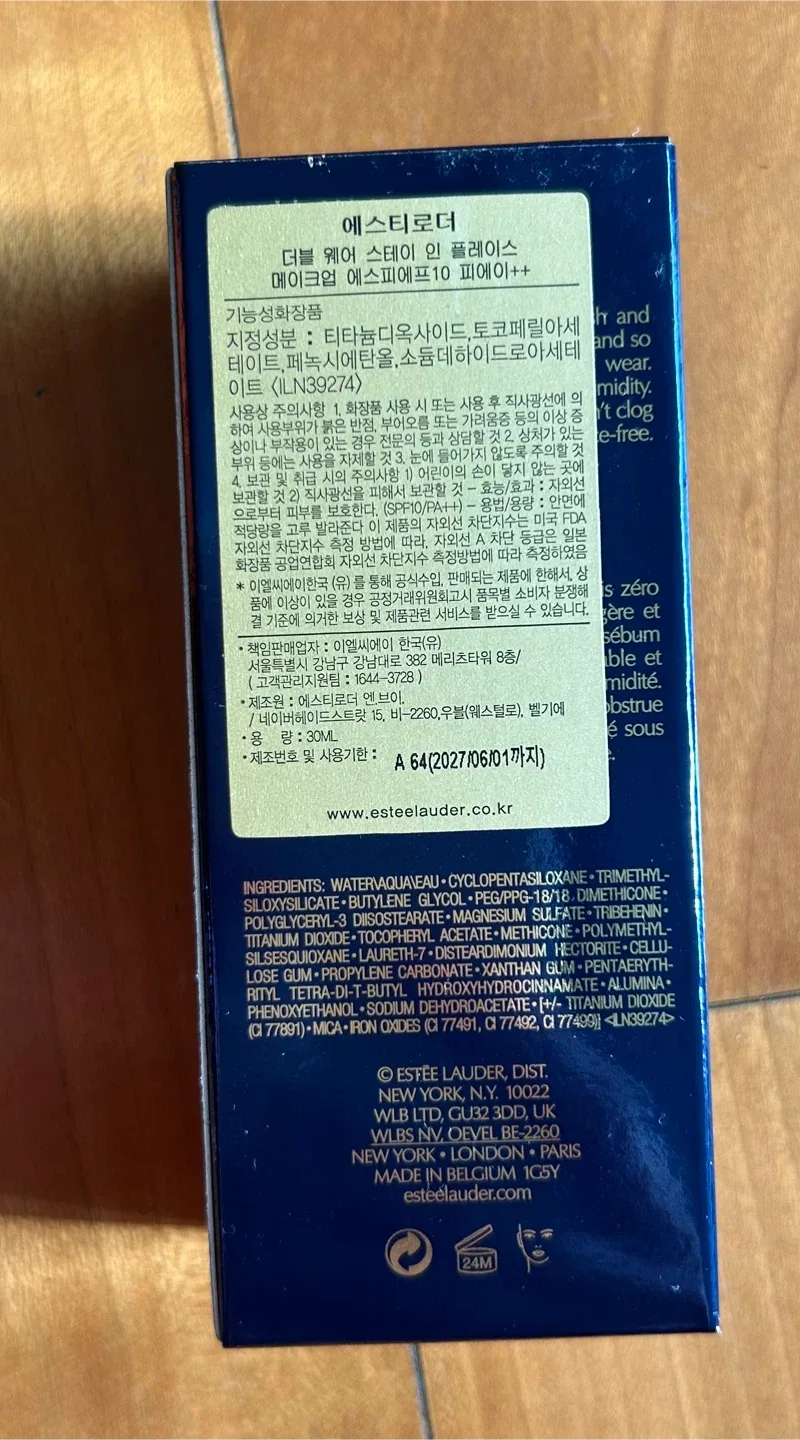 에스티로더
더블 웨어 스테이 인 플레이스
메이크업 에스피에프10 피에이++
기능성화장품
지정성분 : 티타늄디옥사이드,토코페릴아세
테이트,페녹시에탄올,소듐데하이드로아세테
이트 <ILN39274>
사용상 주의사항 1. 화장품 사용 시 또는 사용 후 직사광선에 의
하여 사용부위가 붉은 반점, 부어오름 또는 가려움증 등의 이상 증
상이나 부작용이 있는 경우 전문의 등과 상담할 것 2. 상처가 있는
부위 등에는 사용을 자제할 것 3. 눈에 들어가지 않도록 주의할 것
4. 보관 및 취급 시의 주의사항 1) 어린이의 손이 닿지 않는 곳에
보관할 것 2) 직사광선을 피해서 보관할 것 – 효능/효과 : 자외선
으로부터 피부를 보호한다. (SPF10/PA++) – 용법/용량 : 안면에
적당량을 고루 발라준다 이 제품의 자외선 차단지수는 미국 FDA
자외선 차단지수 측정 방법에 따라, 자외선 A 차단 등급은 일본
화장품 공업연합회 자외선 차단지수 측정방법에 따라 측정하였음
* 이엘씨에이한국 (유) 를 통해 공식수입, 판매되는 제품에 한해서, 상
품에 이상이 있을 경우 공정거래위원회고시 품목별 소비자 분쟁해
결 기준에 의거한 보상 및 제품관련 서비스를 받으실 수 있습니다.
• 책임판매업자 : 이엘씨에이 한국(유)
서울특별시 강남구 강남대로 382 메리츠타워 8층/
( 고객관리지원팀 : 1644–3728 )
• 제조원 : 에스티로더 엔.브이.
/ 네이버헤이드스트랏 15, 비–2260,우블(웨스털로), 벨기에
• 용 량 : 30ML
• 제조번호 및 사용기한 : A 64(2027/06/01까지)
www.esteelauder.co.kr
and
and so
wear.
clog
-free.
zéro
et
sébum
et
sous
INGREDIENTS: WATER\AQUA\EAU • CYCLOPENTASILOXANE • TRIMETHYL-
SILOXYSILICATE • BUTYLENE GLYCOL • PEG/PPG-18/18 DIMETHICONE •
POLYGLYCERYL-3 DIISOSTEARATE • MAGNESIUM SULFATE • TRIBEHENIN •
TITANIUM DIOXIDE • TOCOPHERYL ACETATE • METHICONE • POLYMETHYL-
SILSESQUIOXANE • LAURETH-7 • DISTEARDIMONIUM HECTORITE • CELLU-
LOSE GUM • PROPYLENE CARBONATE • XANTHAN GUM • PENTAERYTH-
RITYL TETRA-DI-T-BUTYL HYDROXYHYDROCINNAMATE • ALUMINA •
PHENOXYETHANOL • SODIUM DEHYDROACETATE • [+/- TITANIUM DIOXIDE
(CI 77891) • MICA • IRON OXIDES (CI 77491, CI 77492, CI 77499)] <ILN39274>
© ESTĒE LAUDER, DIST.
NEW YORK, N.Y. 10022
WLB LTD, GU32 3DD, UK
WLBS NV, OEVEL BE-2260
NEW YORK • LONDON • PARIS
MADE IN BELGIUM 1G5Y
esteelauder.com
24M